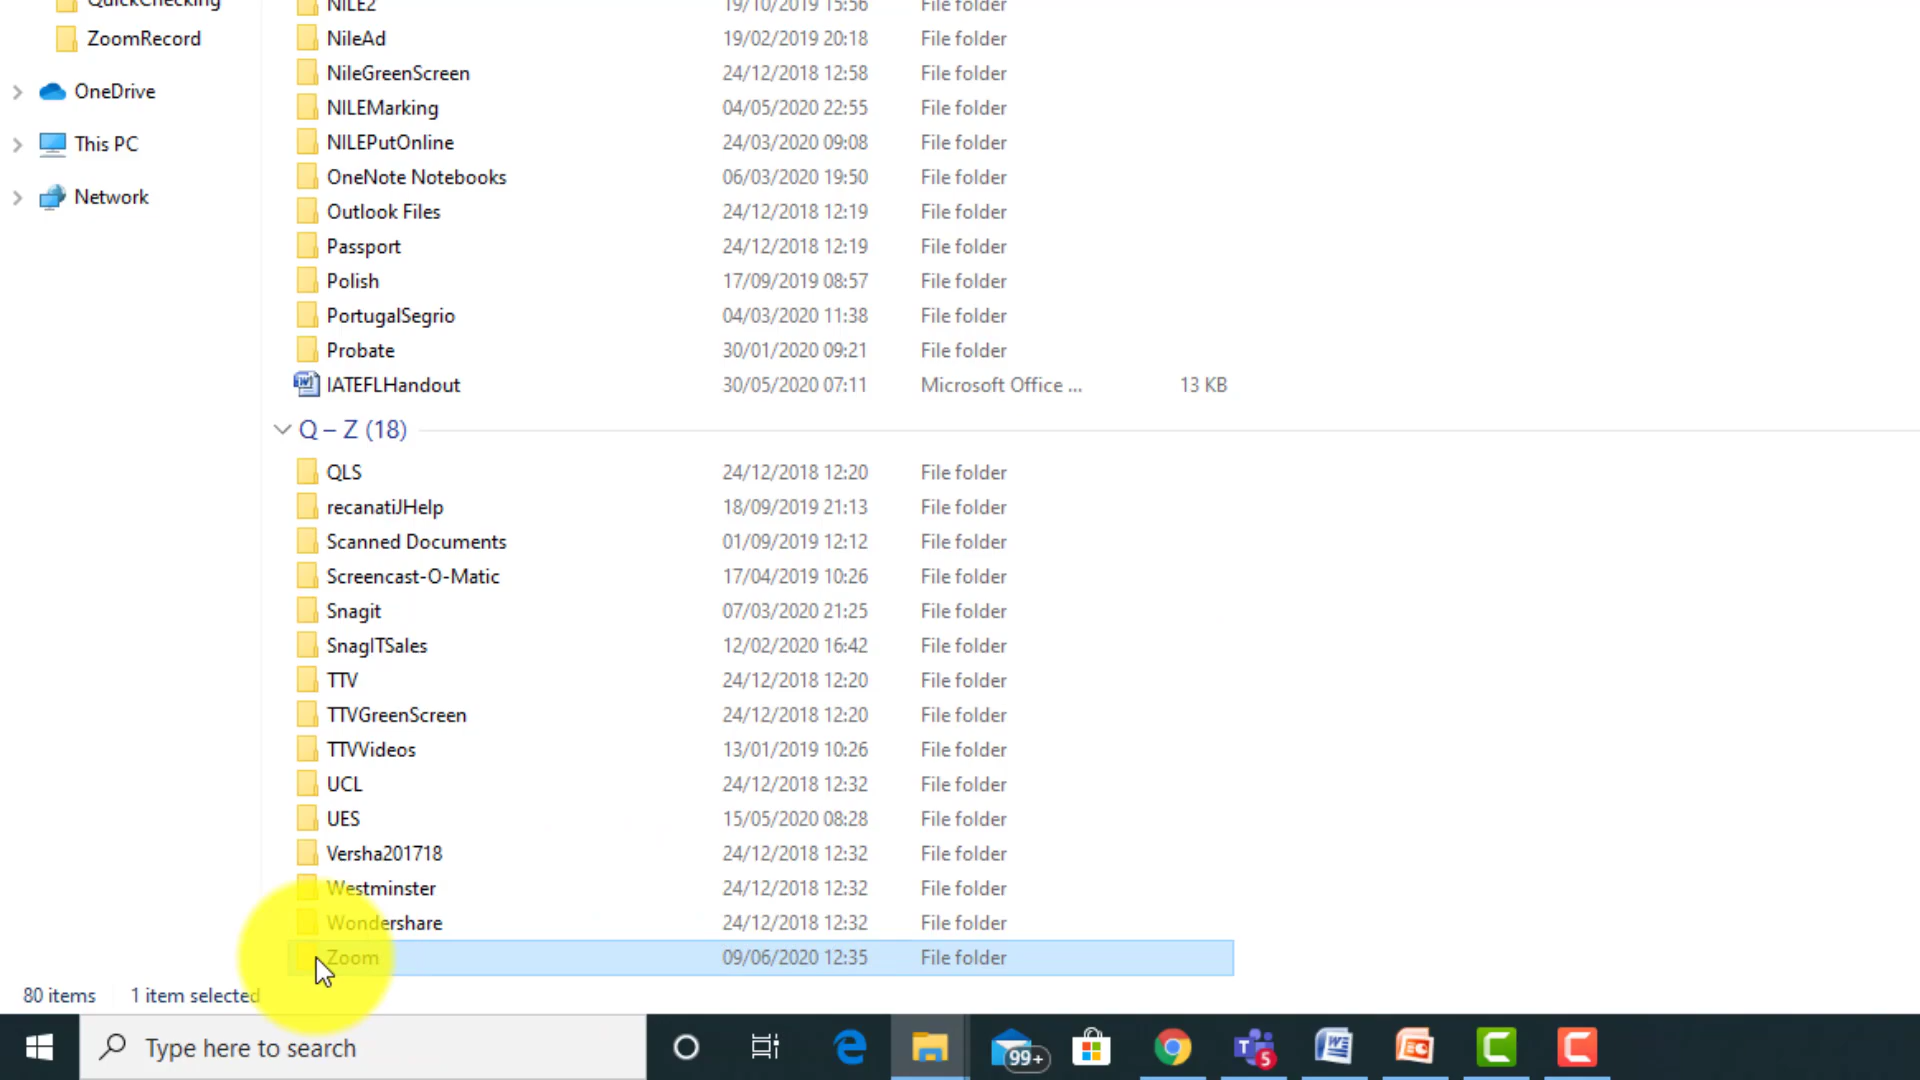 QuickChecking
ZoomRecord
OneDrive
This PC
Network
NILE2 19/10/2019 15:56 File folder
NileAd 19/02/2019 20:18 File folder
NileGreenScreen 24/12/2018 12:58 File folder
NILEMarking 04/05/2020 22:55 File folder
NILEPutOnline 24/03/2020 09:08 File folder
OneNote Notebooks 06/03/2020 19:50 File folder
Outlook Files 24/12/2018 12:19 File folder
Passport 24/12/2018 12:19 File folder
Polish 17/09/2019 08:57 File folder
PortugalSegrio 04/03/2020 11:38 File folder
Probate 30/01/2020 09:21 File folder
IATEFLHandout 30/05/2020 07:11 Microsoft Office ... 13 KB
Q – Z (18)
QLS 24/12/2018 12:20 File folder
recanatiJHelp 18/09/2019 21:13 File folder
Scanned Documents 01/09/2019 12:12 File folder
Screencast-O-Matic 17/04/2019 10:26 File folder
Snagit 07/03/2020 21:25 File folder
SnagITSales 12/02/2020 16:42 File folder
TTV 24/12/2018 12:20 File folder
TTVGreenScreen 24/12/2018 12:20 File folder
TTVVideos 13/01/2019 10:26 File folder
UCL 24/12/2018 12:32 File folder
UES 15/05/2020 08:28 File folder
Versha201718 24/12/2018 12:32 File folder
Westminster 24/12/2018 12:32 File folder
Wondershare 24/12/2018 12:32 File folder
Zoom 09/06/2020 12:35 File folder
80 items 1 item selected
Type here to search 99+ 5